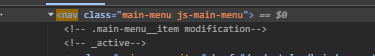 <nav class="main-menu js-main-menu"> == $0
<!-- .main-menu__item modification-->
<!-- _active-->